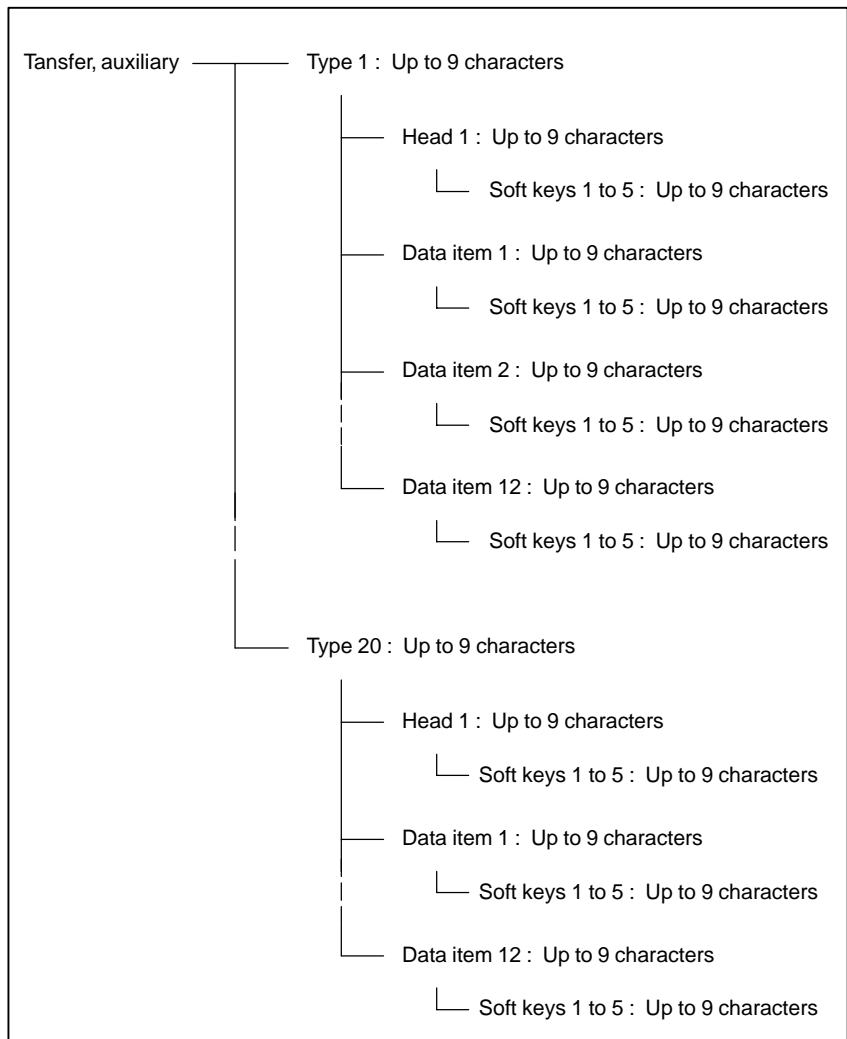 Tansfer, auxiliary Type 1 : Up to 9 characters
Head 1 : Up to 9 characters
Soft keys 1 to 5 : Up to 9 characters
Data item 1 : Up to 9 characters
Soft keys 1 to 5 : Up to 9 characters
Data item 2 : Up to 9 characters
Soft keys 1 to 5 : Up to 9 characters
Data item 12 : Up to 9 characters
Soft keys 1 to 5 : Up to 9 characters
Type 20 : Up to 9 characters
Head 1 : Up to 9 characters
Soft keys 1 to 5 : Up to 9 characters
Data item 1 : Up to 9 characters
Soft keys 1 to 5 : Up to 9 characters
Data item 12 : Up to 9 characters
Soft keys 1 to 5 : Up to 9 characters